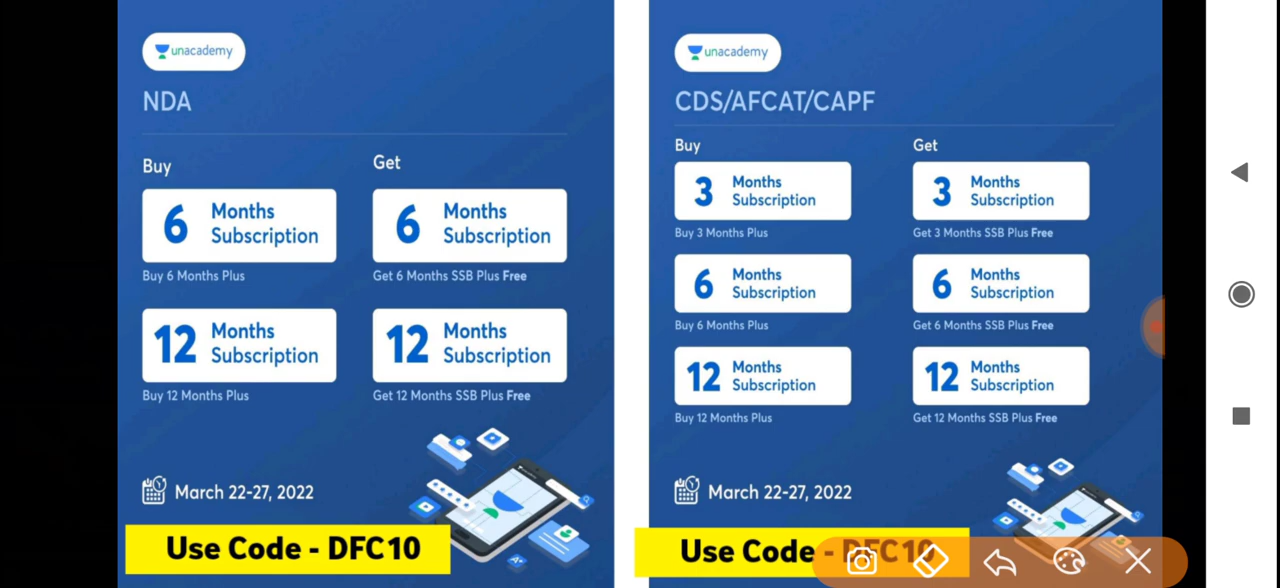 unacademy
NDA
Buy
Get
6 Months Subscription
6 Months Subscription
Buy 6 Months Plus
Get 6 Months SSB Plus Free
12 Months Subscription
12 Months Subscription
Buy 12 Months Plus
Get 12 Months SSB Plus Free
March 22-27, 2022
Use Code - DFC10
unacademy
CDS/AFCAT/CAPF
Buy
Get
3 Months Subscription
3 Months Subscription
Buy 3 Months Plus
Get 3 Months SSB Plus Free
6 Months Subscription
6 Months Subscription
Buy 6 Months Plus
Get 6 Months SSB Plus Free
12 Months Subscription
12 Months Subscription
Buy 12 Months Plus
Get 12 Months SSB Plus Free
March 22-27, 2022
Use Code - DFC10